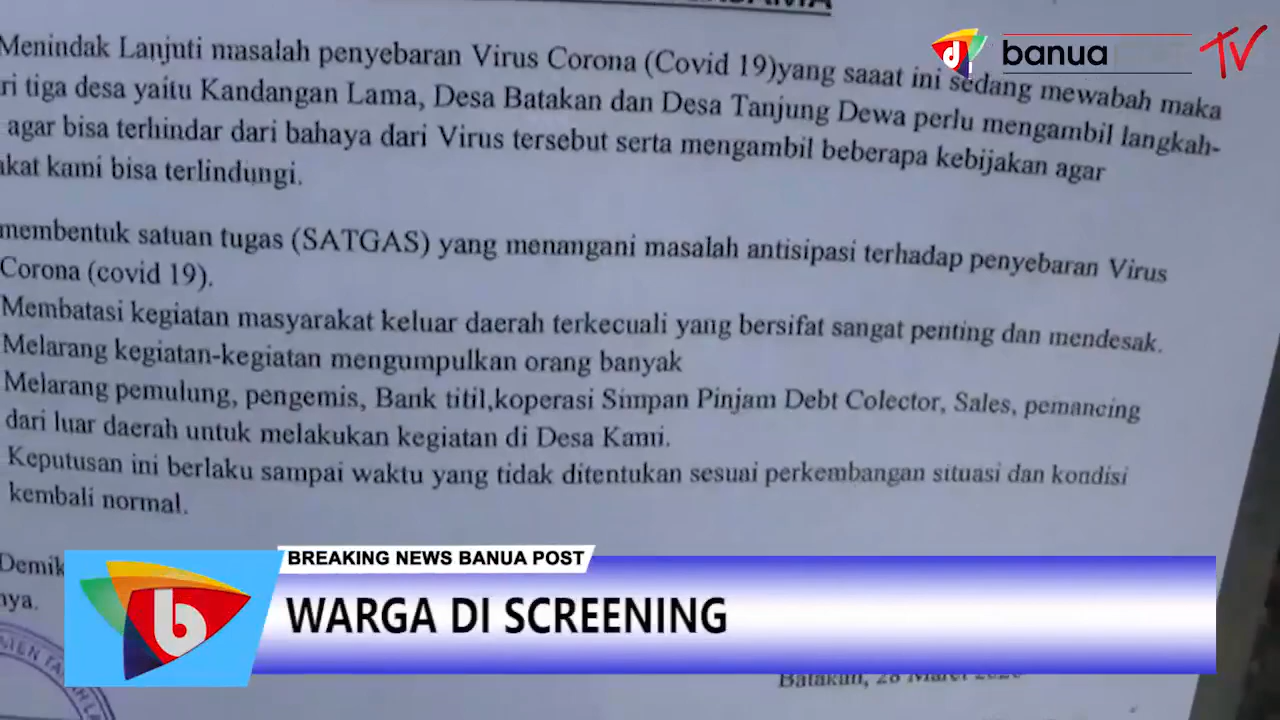 banua TV
Menindak Lanjuti masalah penyebaran Virus Corona (Covid 19)yang saaat ini sedang mewabah maka
ri tiga desa yaitu Kandangan Lama, Desa Batakan dan Desa Tanjung Dewa perlu mengambil langkah-
agar bisa terhindar dari bahaya dari Virus tersebut serta mengambil beberapa kebijakan agar
akat kami bisa terlindungi.
membentuk satuan tugas (SATGAS) yang menangani masalah antisipasi terhadap penyebaran Virus
Corona (covid 19).
Membatasi kegiatan masyarakat keluar daerah terkecuali yang bersifat sangat penting dan mendesak.
Melarang kegiatan-kegiatan mengumpulkan orang banyak
Melarang pemulung, pengemis, Bank titil,koperasi Simpan Pinjam Debt Colector, Sales, pemancing
dari luar daerah untuk melakukan kegiatan di Desa Kami.
Keputusan ini berlaku sampai waktu yang tidak ditentukan sesuai perkembangan situasi dan kondisi
kembali normal.
Demik
nya.
BREAKING NEWS BANUA POST
b
WARGA DI SCREENING
Batakan, 28 Maret